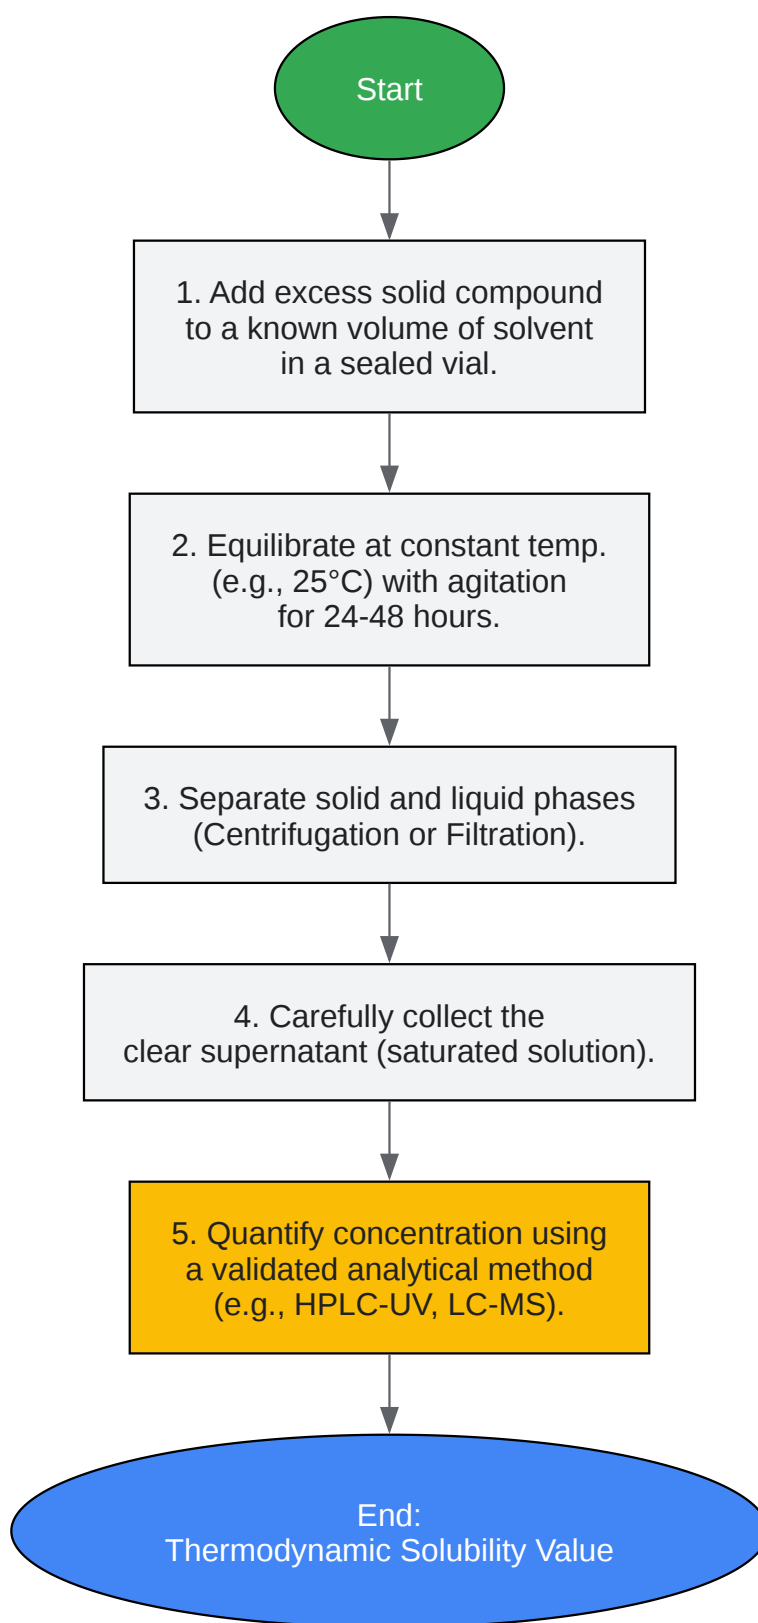 Start
1. Add excess solid compound
to a known volume of solvent
in a sealed vial.
2. Equilibrate at constant temp.
(e.g., 25°C) with agitation
for 24-48 hours.
3. Separate solid and liquid phases
(Centrifugation or Filtration).
4. Carefully collect the
clear supernatant (saturated solution).
5. Quantify concentration using
a validated analytical method
(e.g., HPLC-UV, LC-MS).
End:
Thermodynamic Solubility Value